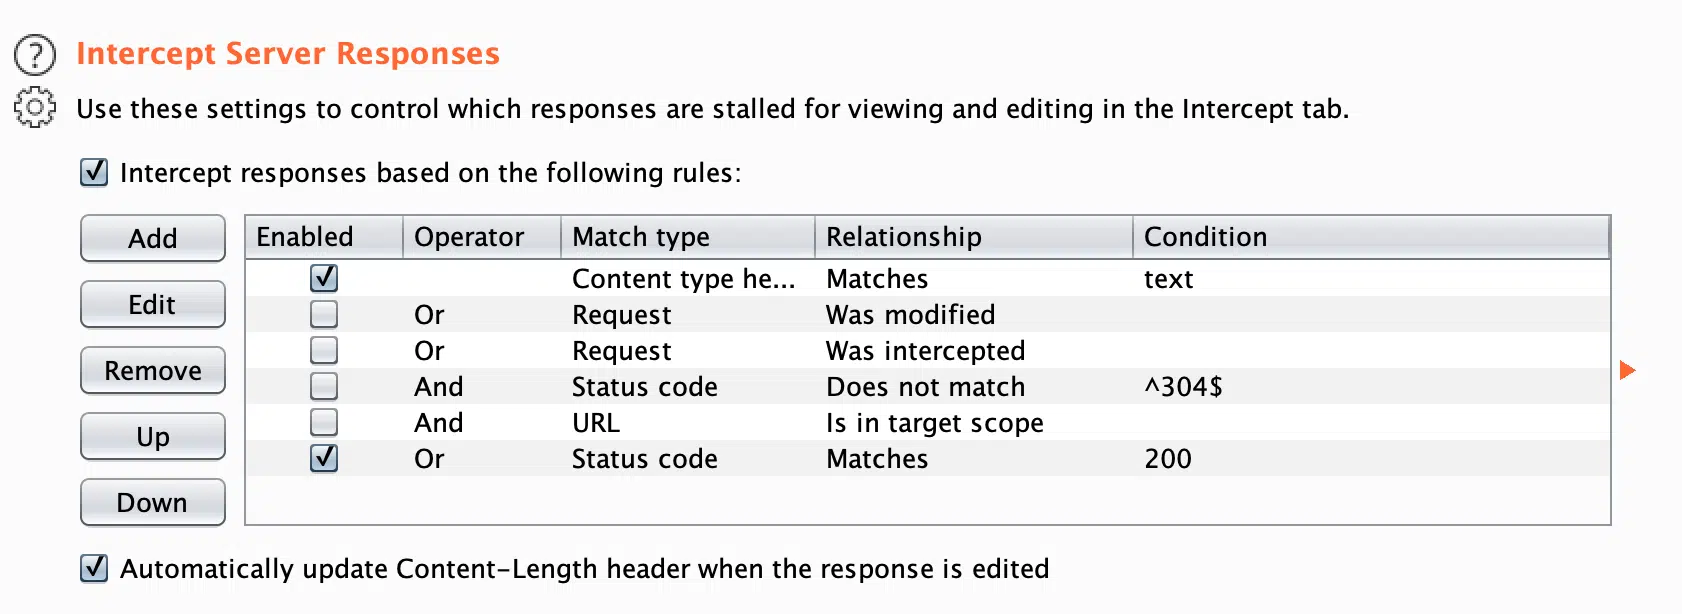 Intercept Server Responses
Use these settings to control which responses are stalled for viewing and editing in the Intercept tab.
Intercept responses based on the following rules:
Add
Edit
Remove
Up
Down
Enabled Operator Match type Relationship Condition
Content type he... Matches text
Or Request Was modified
Or Request Was intercepted
And Status code Does not match ^304$
And URL Is in target scope
Or Status code Matches 200
Automatically update Content-Length header when the response is edited